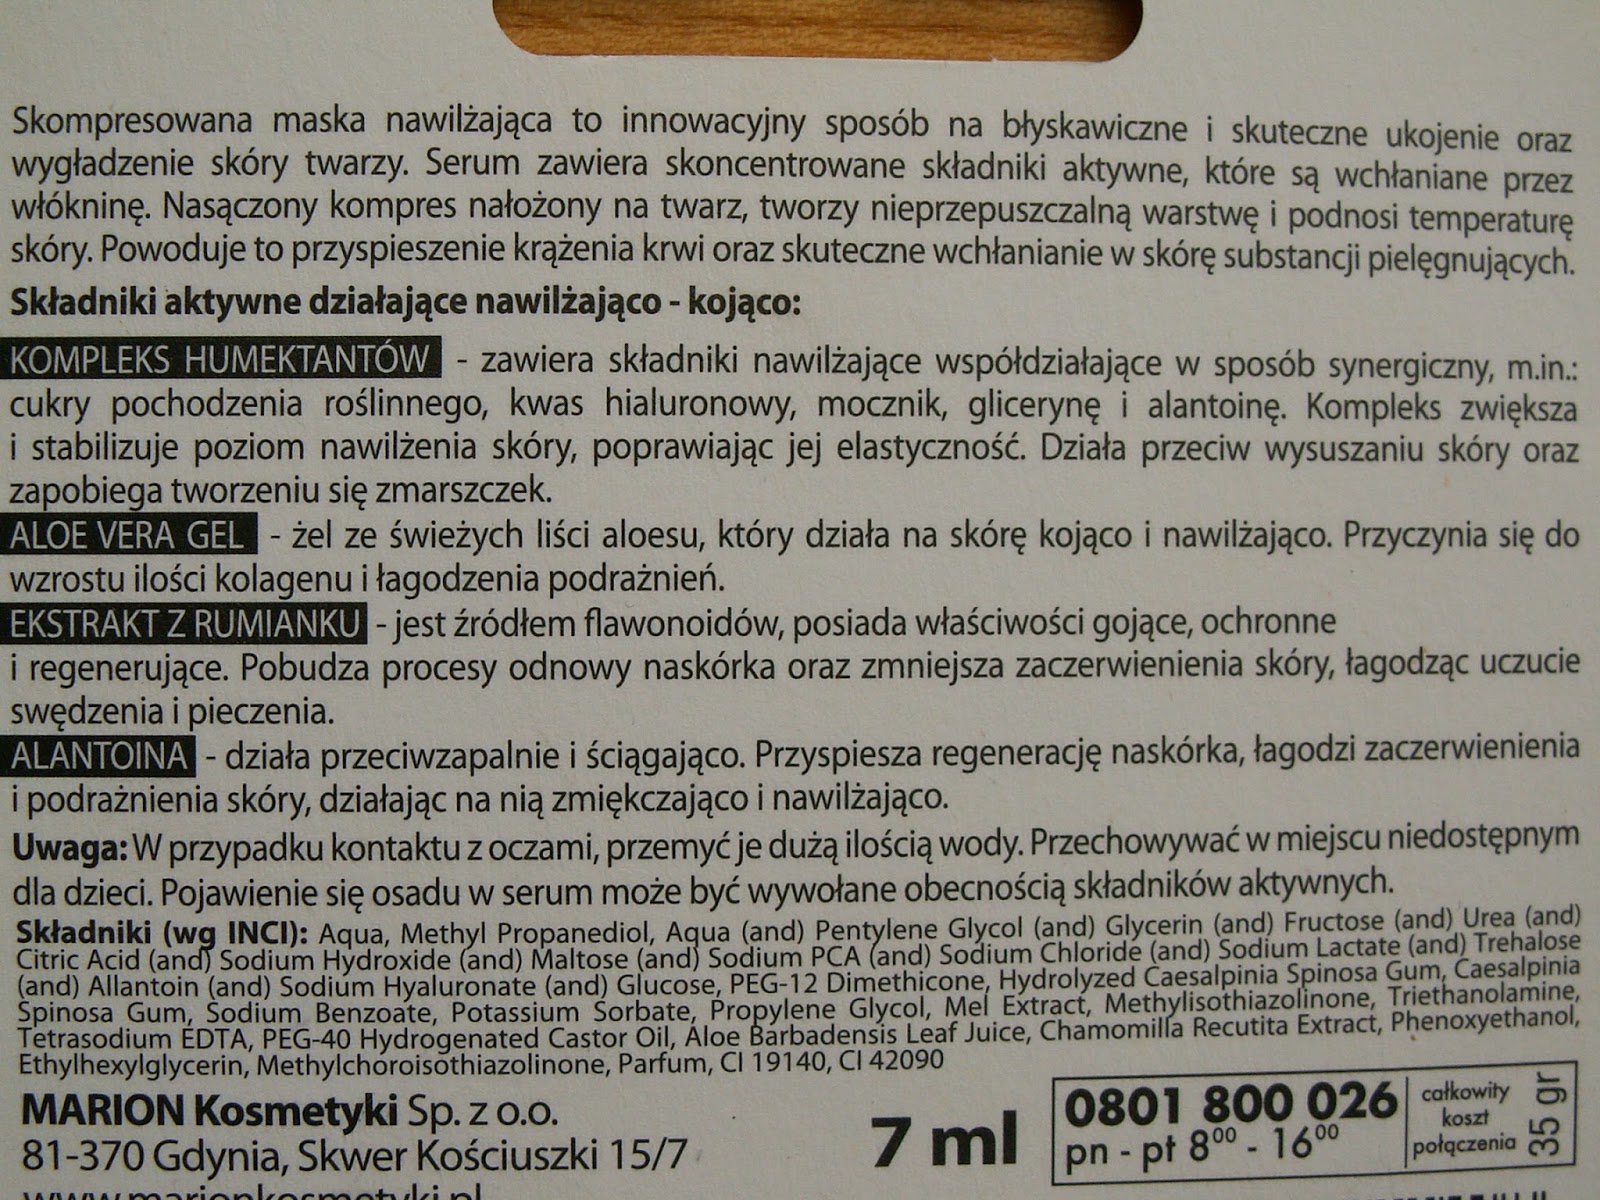 Skompresowana maska nawilżająca to innowacyjny sposób na błyskawiczne i skuteczne ukojenie oraz
wygładzenie skóry twarzy. Serum zawiera skoncentrowane składniki aktywne, które są wchłaniane przez
włókninę. Nasączony kompres nałożony na twarz, tworzy nieprzepuszczalną warstwę i podnosi temperaturę
skóry. Powoduje to przyspieszenie krążenia krwi oraz skuteczne wchłanianie w skórę substancji pielęgnujących.
Składniki aktywne działające nawilżająco - kojąco:
KOMPLEKS HUMEKTANTÓW - zawiera składniki nawilżające współdziałające w sposób synergiczny, m.in.:
cukry pochodzenia roślinnego, kwas hialuronowy, mocznik, glicerynę i alantoinę. Kompleks zwiększa
i stabilizuje poziom nawilżenia skóry, poprawiając jej elastyczność. Działa przeciw wysuszaniu skóry oraz
zapobiega tworzeniu się zmarszczek.
ALOE VERA GEL - żel ze świeżych liści aloesu, który działa na skórę kojąco i nawilżająco. Przyczynia się do
wzrostu ilości kolagenu i łagodzenia podrażnień.
EKSTRAKT Z RUMIANKU - jest źródłem flawonoidów, posiada właściwości gojące, ochronne
i regenerujące. Pobudza procesy odnowy naskórka oraz zmniejsza zaczerwienienia skóry, łagodząc uczucie
swędzenia i pieczenia.
ALANTOINA - działa przeciwzapalnie i ściągająco. Przyspiesza regenerację naskórka, łagodzi zaczerwienienia
i podrażnienia skóry, działając na nią zmiękczająco i nawilżająco.
Uwaga: W przypadku kontaktu z oczami, przemyć je dużą ilością wody. Przechowywać w miejscu niedostępnym
dla dzieci. Pojawienie się osadu w serum może być wywołane obecnością składników aktywnych.
Składniki (wg INCI): Aqua, Methyl Propanediol, Aqua (and) Pentylene Glycol (and) Glycerin (and) Fructose (and) Urea (and)
Citric Acid (and) Sodium Hydroxide (and) Maltose (and) Sodium PCA (and) Sodium Chloride (and) Sodium Lactate (and) Trehalose
(and) Allantoin (and) Sodium Hyaluronate (and) Glucose, PEG-12 Dimethicone, Hydrolyzed Caesalpinia Spinosa Gum, Caesalpinia
Spinosa Gum, Sodium Benzoate, Potassium Sorbate, Propylene Glycol, Mel Extract, Methylisothiazolinone, Triethanolamine,
Tetrasodium EDTA, PEG-40 Hydrogenated Castor Oil, Aloe Barbadensis Leaf Juice, Chamomilla Recutita Extract, Phenoxyethanol,
Ethylhexylglycerin, Methylchoroisothiazolinone, Parfum, CI 19140, CI 42090
MARION Kosmetyki Sp. z o.o.
81-370 Gdynia, Skwer Kościuszki 15/7
www.marionkosmetyki.pl
7 ml
0801 800 026
pn - pt 8⁰⁰ - 16⁰⁰
całkowity
koszt
połączenia
35 gr